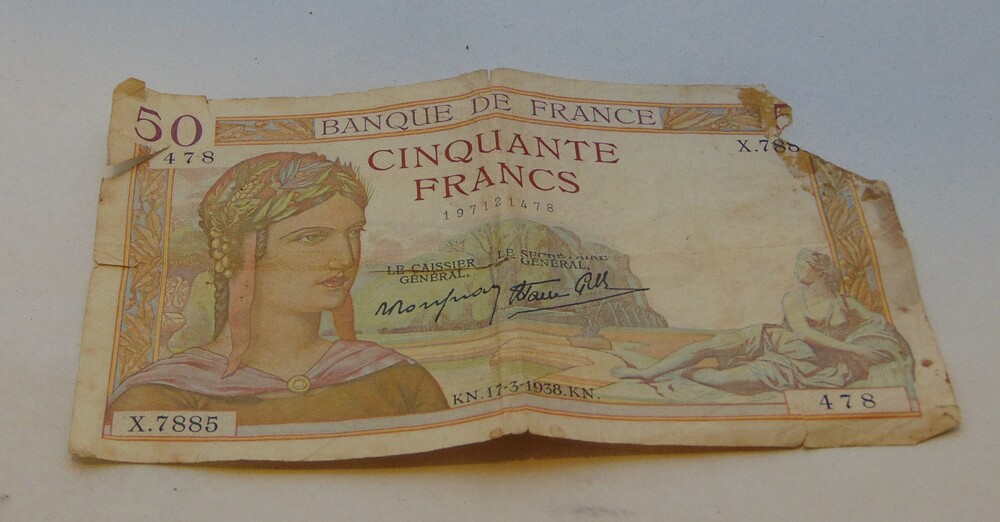 50
BANQUE DE FRANCE
5
478
X.788
CINQUANTE
FRANCS
197121478
LE CAISSIER
GÉNÉRAL,
LE SECRÉTAIRE
GÉNÉRAL,
KN.17-3-1938.KN.
X.7885
478